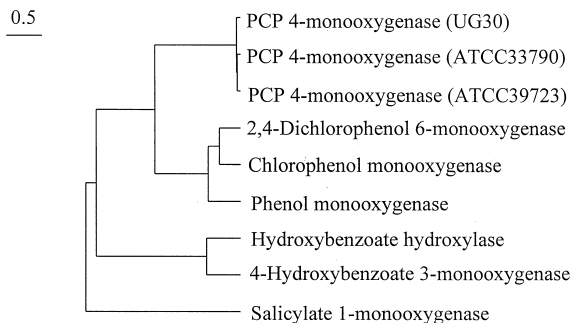 0.5
PCP 4-monooxygenase (UG30)
PCP 4-monooxygenase (ATCC33790)
PCP 4-monooxygenase (ATCC39723)
2,4-Dichlorophenol 6-monooxygenase
Chlorophenol monooxygenase
Phenol monooxygenase
Hydroxybenzoate hydroxylase
4-Hydroxybenzoate 3-monooxygenase
Salicylate 1-monooxygenase